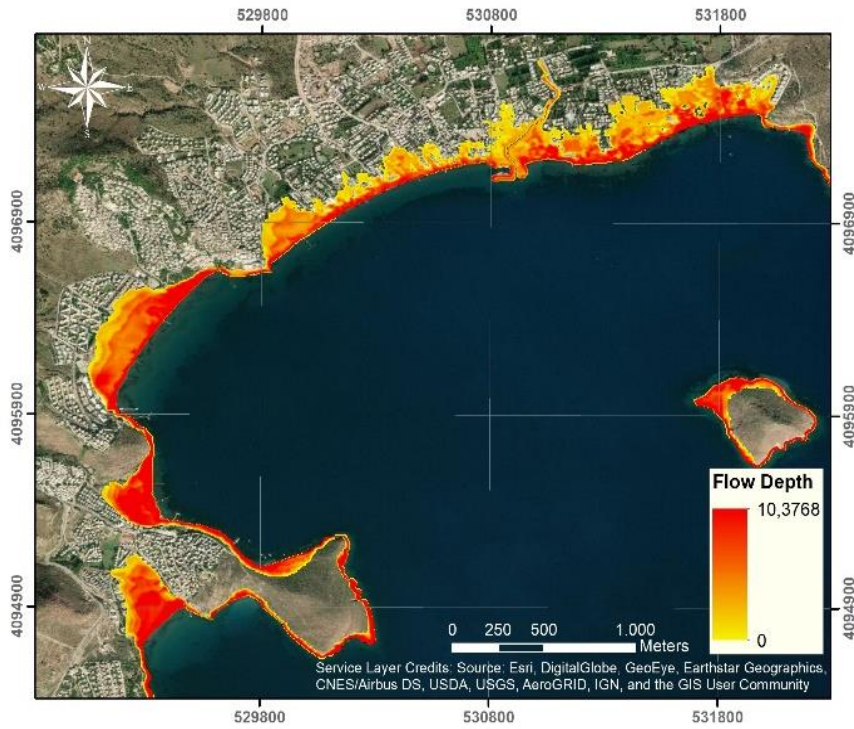 529800 530800 531800
N
W E
S
4096900 4096900
4095900 4095900
Flow Depth
10,3768
0
4094900 4094900
0 250 500 1.000
Meters
Service Layer Credits: Source: Esri, DigitalGlobe, GeoEye, Earthstar Geographics,
CNES/Airbus DS, USDA, USGS, AeroGRID, IGN, and the GIS User Community
529800 530800 531800